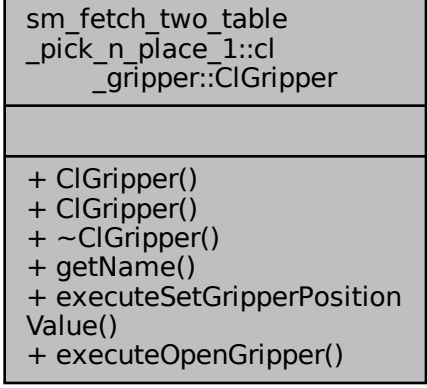 sm_fetch_two_table
_pick_n_place_1::cl
_gripper::ClGripper
+ ClGripper()
+ ClGripper()
+ ~ClGripper()
+ getName()
+ executeSetGripperPosition
Value()
+ executeOpenGripper()